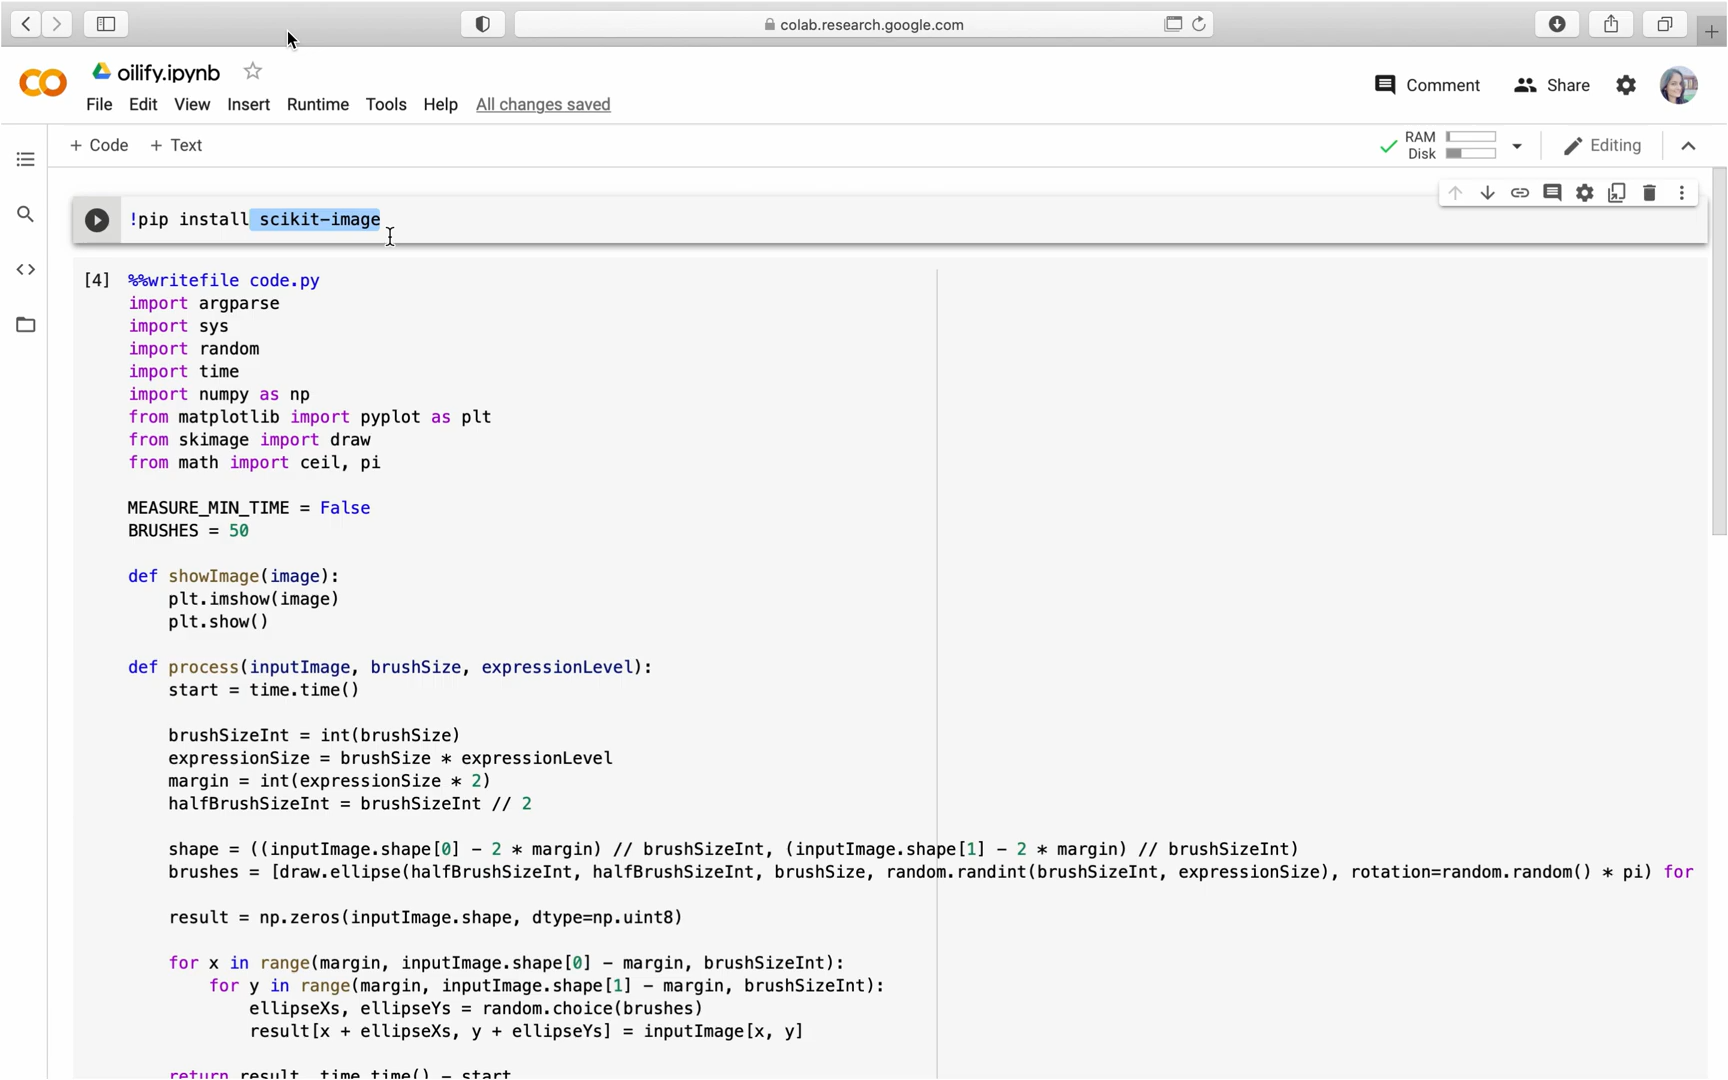 colab.research.google.com
oilify.ipynb
File Edit View Insert Runtime Tools Help All changes saved
Comment Share
+ Code + Text
RAM
Disk
Editing
!pip install scikit-image
[4] %%writefile code.py
import argparse
import sys
import random
import time
import numpy as np
from matplotlib import pyplot as plt
from skimage import draw
from math import ceil, pi
MEASURE_MIN_TIME = False
BRUSHES = 50
def showImage(image):
    plt.imshow(image)
    plt.show()
def process(inputImage, brushSize, expressionLevel):
    start = time.time()
    brushSizeInt = int(brushSize)
    expressionSize = brushSize * expressionLevel
    margin = int(expressionSize * 2)
    halfBrushSizeInt = brushSizeInt // 2
    shape = ((inputImage.shape[0] - 2 * margin) // brushSizeInt, (inputImage.shape[1] - 2 * margin) // brushSizeInt)
    brushes = [draw.ellipse(halfBrushSizeInt, halfBrushSizeInt, brushSize, random.randint(brushSizeInt, expressionSize), rotation=random.random() * pi) for
    result = np.zeros(inputImage.shape, dtype=np.uint8)
    for x in range(margin, inputImage.shape[0] - margin, brushSizeInt):
        for y in range(margin, inputImage.shape[1] - margin, brushSizeInt):
            ellipseXs, ellipseYs = random.choice(brushes)
            result[x + ellipseXs, y + ellipseYs] = inputImage[x, y]
    return result, time.time() - start